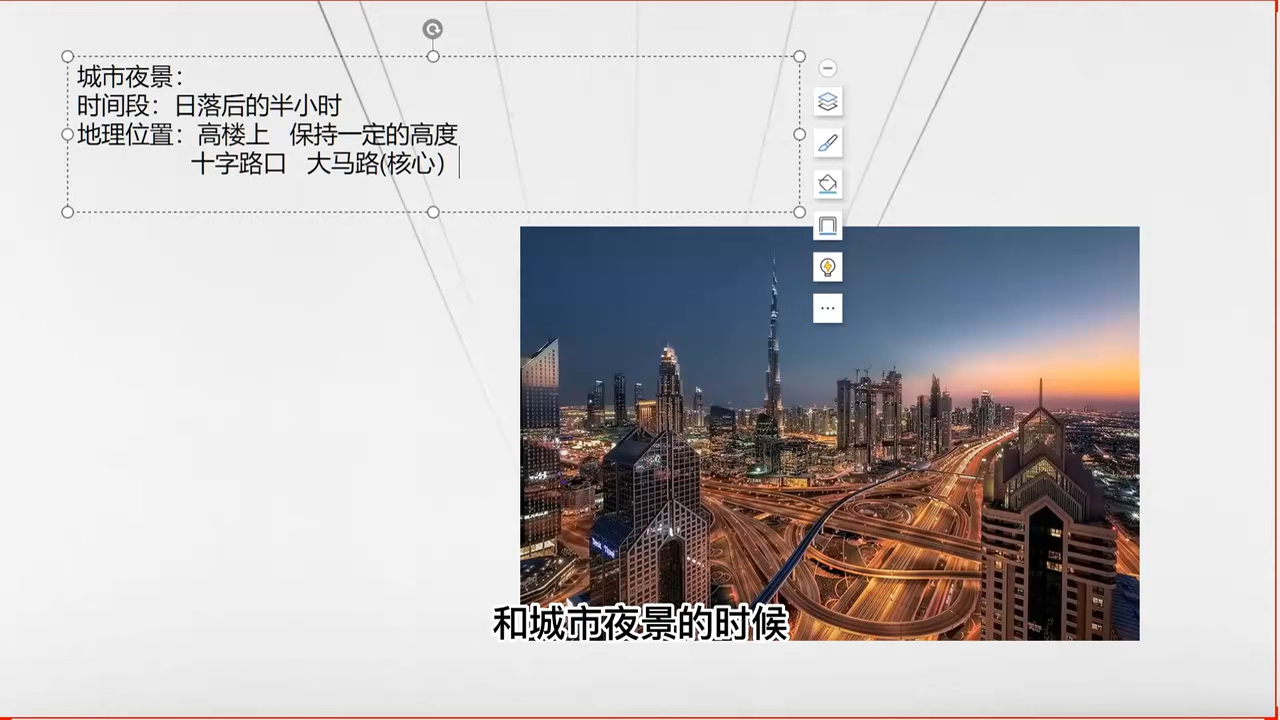 城市夜景：
时间段：日落后的半小时
地理位置：高楼上 保持一定的高度
十字路口 大马路(核心）
和城市夜景的时候